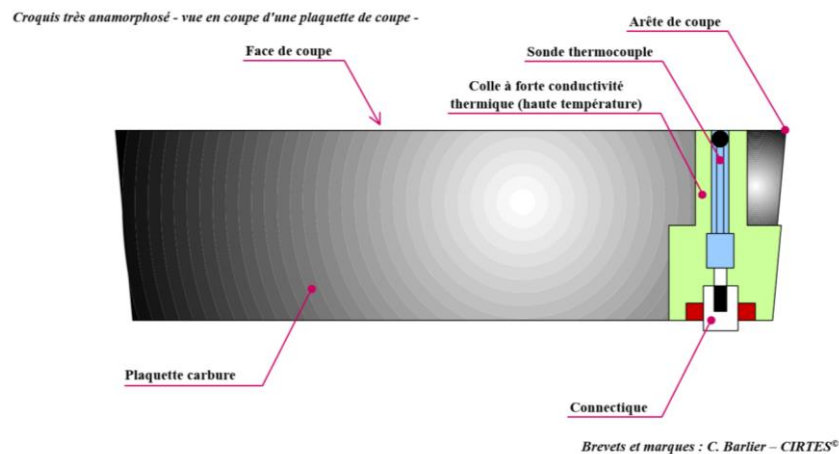 Croquis très anamorphosé - vue en coupe d'une plaquette de coupe -
Arête de coupe
Face de coupe
Sonde thermocouple
Colle à forte conductivité
thermique (haute température)
Plaquette carbure
Connectique
Brevets et marques : C. Barlier – CIRTES©